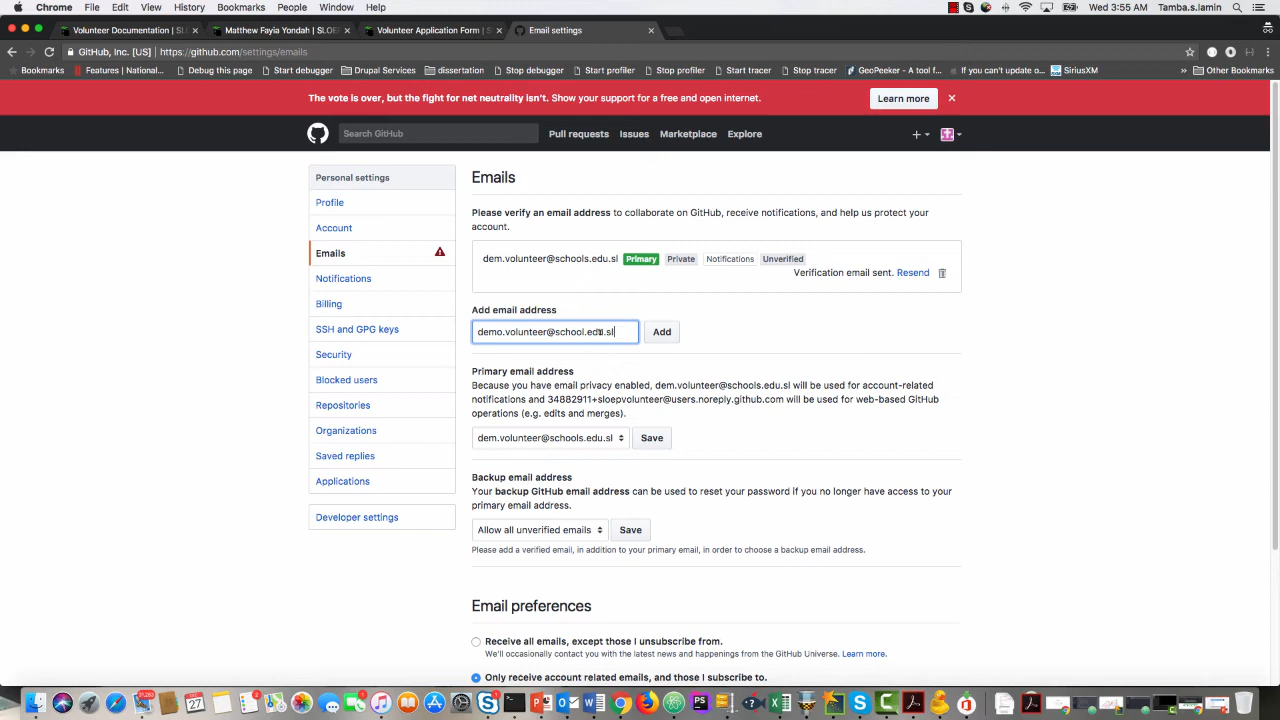 Chrome File Edit View History Bookmarks People Window Help Wed 3:55 AM Tamba.s.lamin
Volunteer Documentation | SL Matthew Fayia Yondah | SLOEP Volunteer Application Form | S Email settings
GitHub, Inc. [US] https://github.com/settings/emails
Bookmarks Features | National... Debug this page Start debugger Drupal Services dissertation Stop debugger Start profiler Stop profiler Start tracer Stop tracer GeoPeeker - A tool f... If you can't update o... SiriusXM » Other Bookmarks
The vote is over, but the fight for net neutrality isn't. Show your support for a free and open internet. Learn more
Search GitHub Pull requests Issues Marketplace Explore
Personal settings
Profile
Account
Emails
Notifications
Billing
SSH and GPG keys
Security
Blocked users
Repositories
Organizations
Saved replies
Applications
Developer settings
Emails
Please verify an email address to collaborate on GitHub, receive notifications, and help us protect your
account.
dem.volunteer@schools.edu.sl Primary Private Notifications Unverified
Verification email sent. Resend
Add email address
demo.volunteer@school.edu.sl Add
Primary email address
Because you have email privacy enabled, dem.volunteer@schools.edu.sl will be used for account-related
notifications and 34882911+sloepvolunteer@users.noreply.github.com will be used for web-based GitHub
operations (e.g. edits and merges).
dem.volunteer@schools.edu.sl Save
Backup email address
Your backup GitHub email address can be used to reset your password if you no longer have access to your
primary email address.
Allow all unverified emails Save
Please add a verified email, in addition to your primary email, in order to choose a backup email address.
Email preferences
Receive all emails, except those I unsubscribe from.
We'll occasionally contact you with the latest news and happenings from the GitHub Universe. Learn more.
Only receive account related emails, and those I subscribe to.